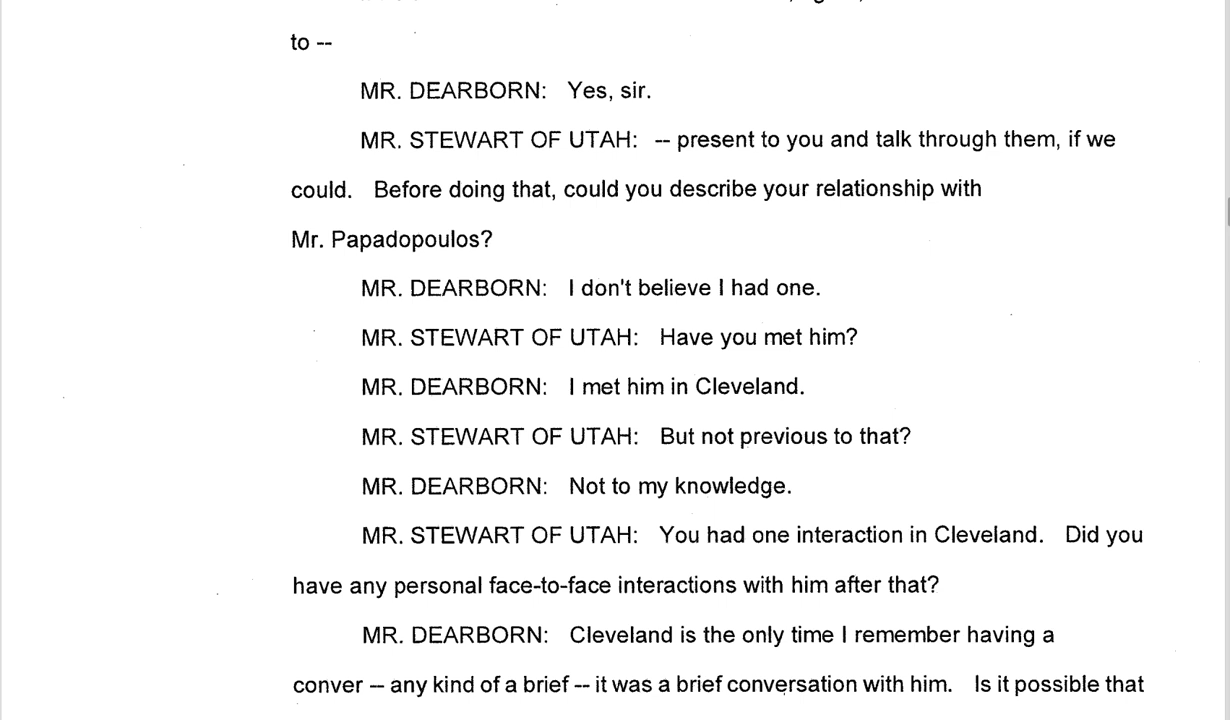 to --
MR. DEARBORN: Yes, sir.
MR. STEWART OF UTAH: -- present to you and talk through them, if we
could. Before doing that, could you describe your relationship with
Mr. Papadopoulos?
MR. DEARBORN: I don't believe I had one.
MR. STEWART OF UTAH: Have you met him?
MR. DEARBORN: I met him in Cleveland.
MR. STEWART OF UTAH: But not previous to that?
MR. DEARBORN: Not to my knowledge.
MR. STEWART OF UTAH: You had one interaction in Cleveland. Did you
have any personal face-to-face interactions with him after that?
MR. DEARBORN: Cleveland is the only time I remember having a
conver -- any kind of a brief -- it was a brief conversation with him. Is it possible that